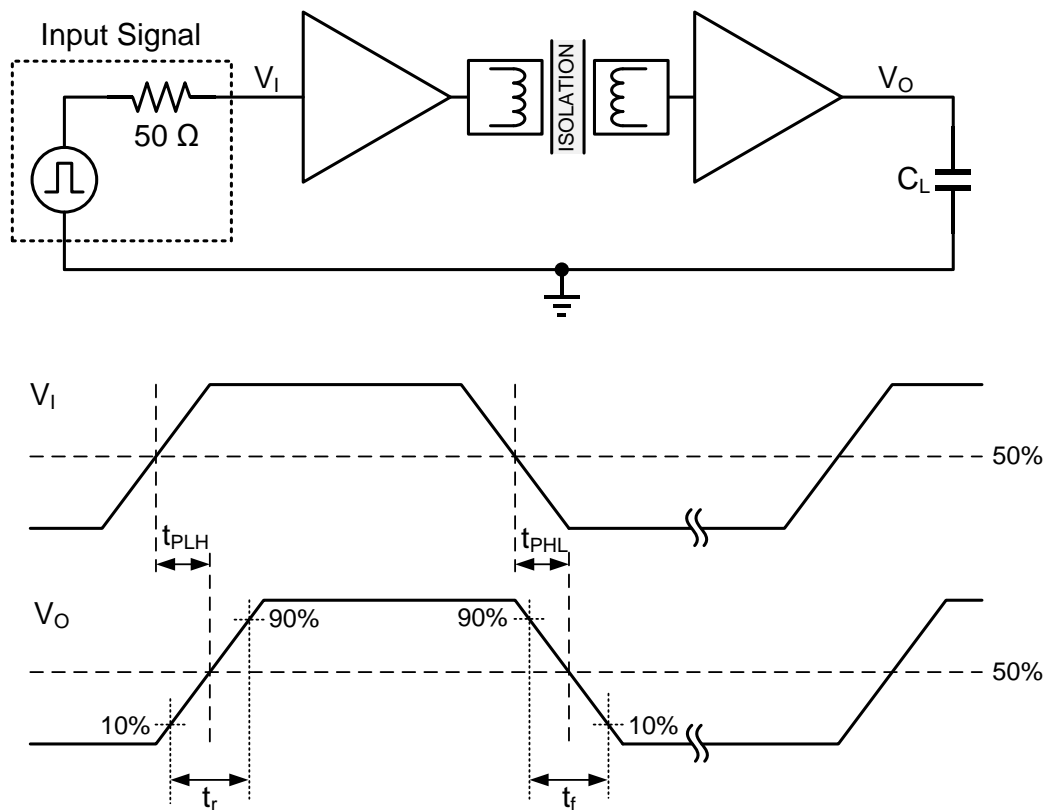 Input Signal
V_I
50 Ω
ISOLATION
V_O
C_L
V_I
50%
t_PLH
t_PHL
V_O
90%
90%
50%
10%
10%
t_r
t_f